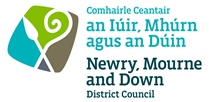 Comhairle Ceantair
an Iúir, Mhúrn
agus an Dúin
Newry, Mourne
and Down
District Council